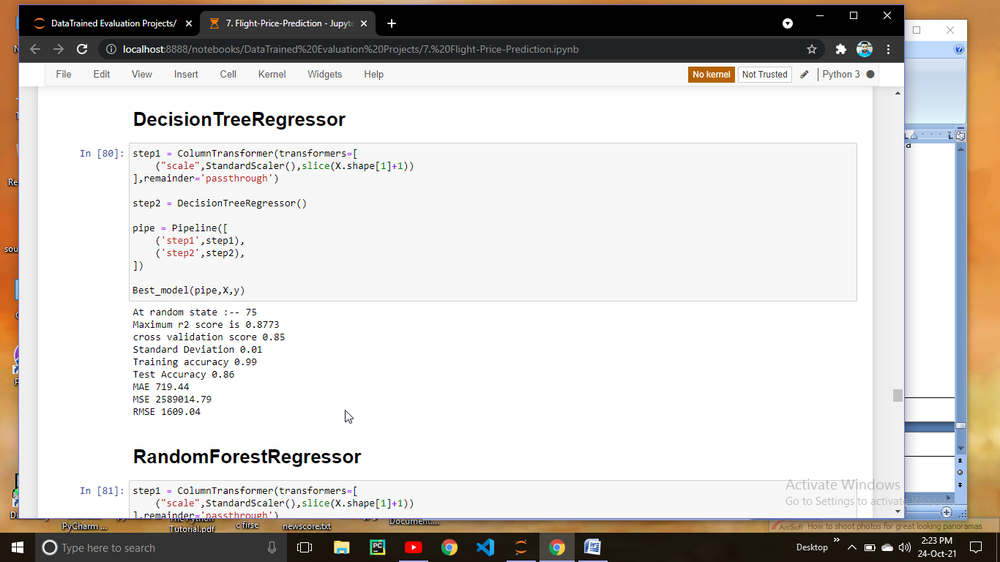 DataTrained Evaluation Projects/
7. Flight-Price-Prediction - Jupyte
localhost:8888/notebooks/DataTrained%20Evaluation%20Projects/7.%20Flight-Price-Prediction.ipynb
File Edit View Insert Cell Kernel Widgets Help
No kernel Not Trusted Python 3
DecisionTreeRegressor
In [80]:
step1 = ColumnTransformer(transformers=[
("scale",StandardScaler(),slice(X.shape[1]+1))
],remainder='passthrough')
step2 = DecisionTreeRegressor()
pipe = Pipeline([
('step1',step1),
('step2',step2),
])
Best_model(pipe,X,y)
At random state :-- 75
Maximum r2 score is 0.8773
cross validation score 0.85
Standard Deviation 0.01
Training accuracy 0.99
Test Accuracy 0.86
MAE 719.44
MSE 2589014.79
RMSE 1609.04
RandomForestRegressor
In [81]:
step1 = ColumnTransformer(transformers=[
("scale",StandardScaler(),slice(X.shape[1]+1))
],remainder='passthrough')
Activate Windows
Go to Settings to activate Windows.
PyCharm ...
Tutorial.pdf
c firse
newscore.txt
Document....
ArcSoft How to shoot photos for great looking panoramas
Type here to search
Desktop
2:23 PM
24-Oct-21